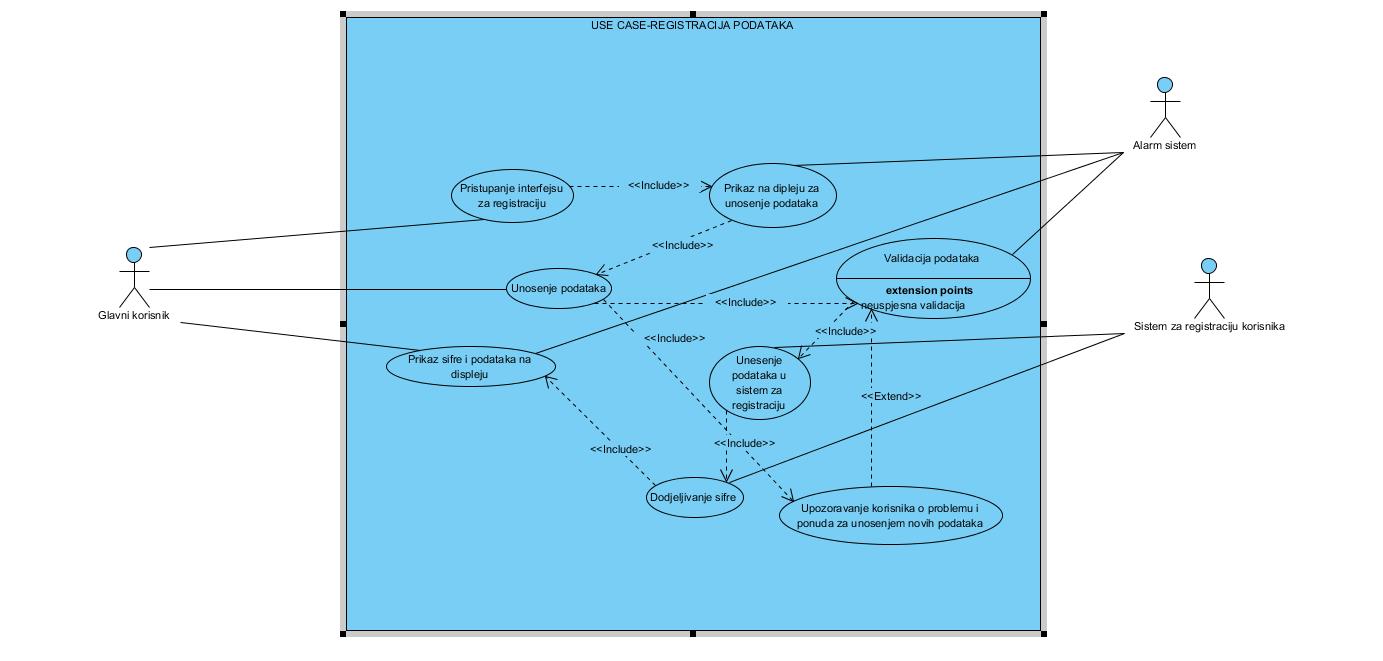 USE CASE-REGISTRACIJA PODATAKA
Alarm sistem
Pristupanje interfejsu
za registraciju
<<Include>>
Prikaz na dipleju za
unosenje podataka
<<Include>>
Validacija podataka
extension points
neuspjesna validacija
Glavni korisnik
Unosenje podataka
<<Include>>
Sistem za registraciju korisnika
<<Include>>
<<Include>>
Prikaz sifre i podataka na
displeju
Unesenje
podataka u
sistem za
registraciju
<<Extend>>
<<Include>>
<<Include>>
Dodjeljivanje sifre
Upozoravanje korisnika o problemu i
ponuda za unosenjem novih podataka